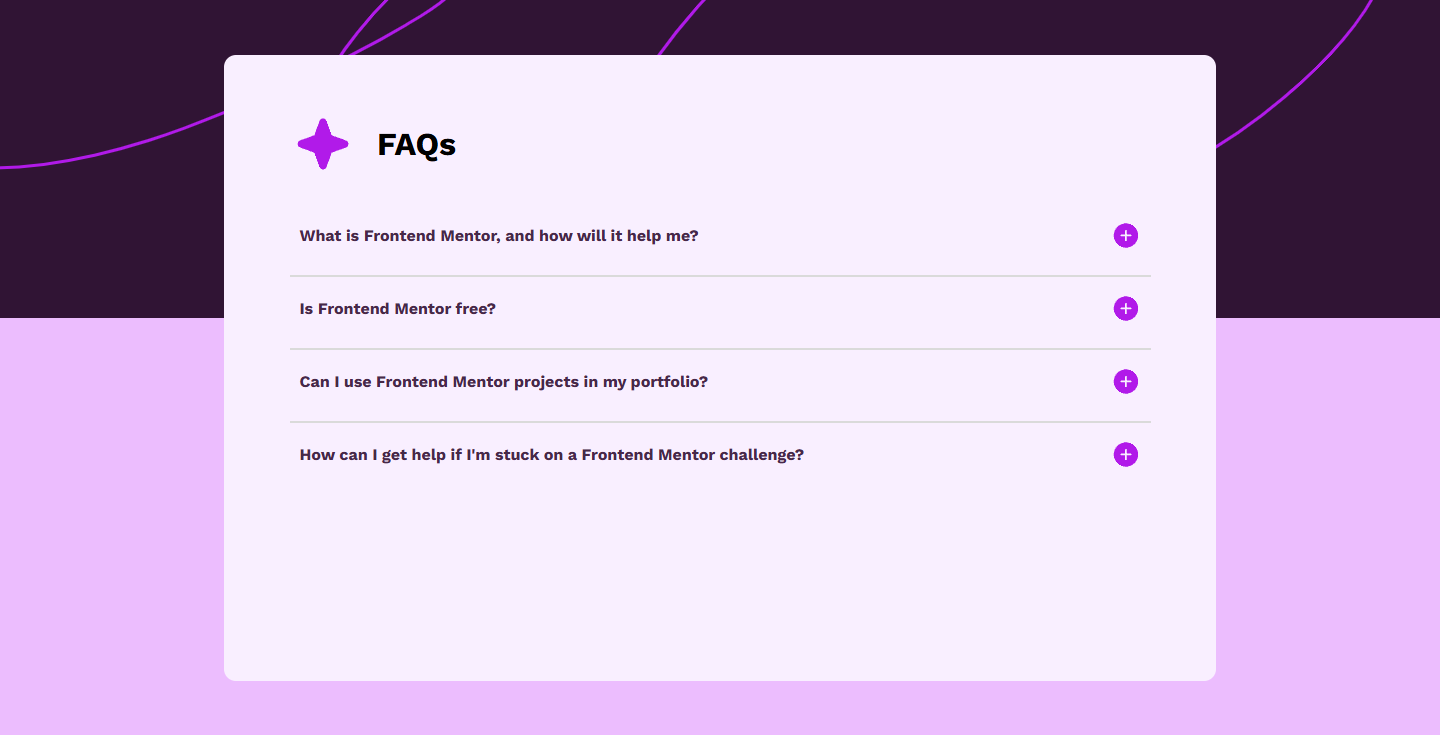 FAQs
What is Frontend Mentor, and how will it help me?
Is Frontend Mentor free?
Can I use Frontend Mentor projects in my portfolio?
How can I get help if I'm stuck on a Frontend Mentor challenge?